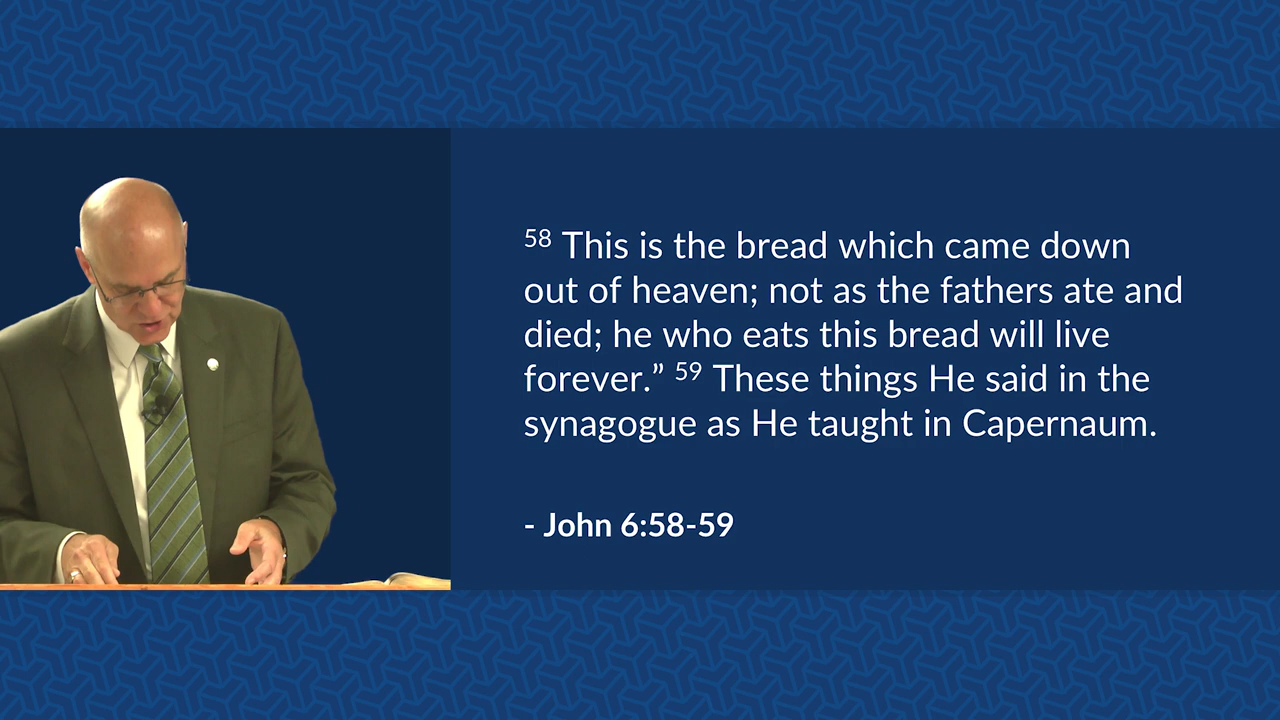 58 This is the bread which came down
out of heaven; not as the fathers ate and
died; he who eats this bread will live
forever.” 59 These things He said in the
synagogue as He taught in Capernaum.
- John 6:58-59